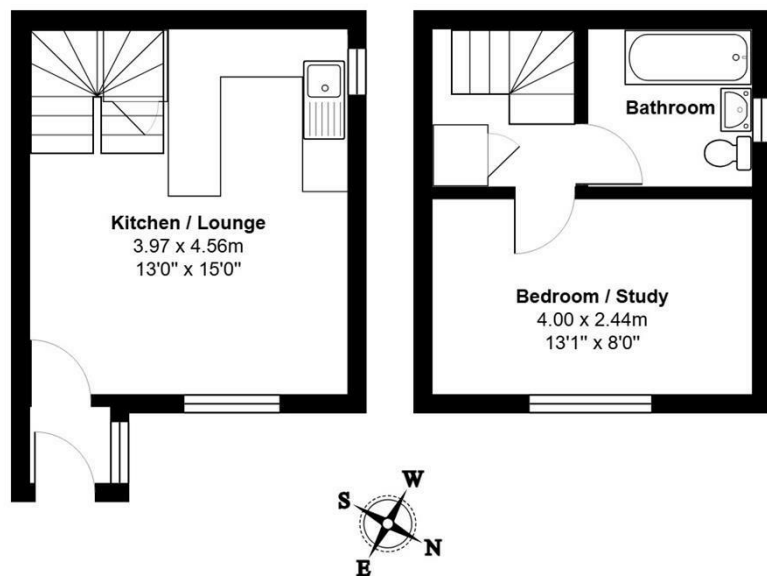 Kitchen / Lounge
3.97 x 4.56m
13'0" x 15'0"
Bathroom
Bedroom / Study
4.00 x 2.44m
13'1" x 8'0"
W
S
N
E